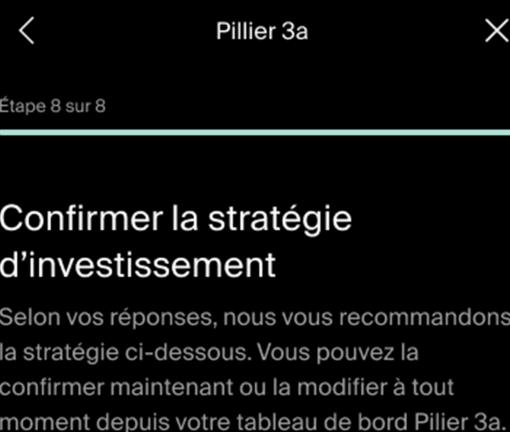 Pillier 3a
Étape 8 sur 8
Confirmer la stratégie
d'investissement
Selon vos réponses, nous vous recommandons
la stratégie ci-dessous. Vous pouvez la
confirmer maintenant ou la modifier à tout
moment depuis votre tableau de bord Pilier 3a.